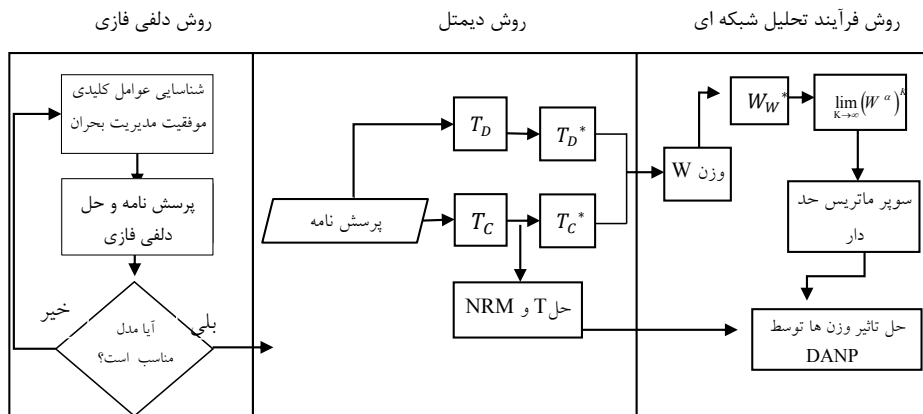 روش دلفی فازی
روش دیمتل
روش فرآیند تحلیل شبکه ای
شناسایی عوامل کلیدی
موفقیت مدیریت بحران
پرسش نامه و حل
دلفی فازی
آیا مدل
مناسب است؟
خیر
بلی
پرسش نامه
T_D
T_D*
T_C
T_C*
حل T و NRM
وزن W
W_W*
lim K→∞ (W^α)^K
سوپر ماتریس حد
دار
حل تاثیر وزن ها توسط
DANP